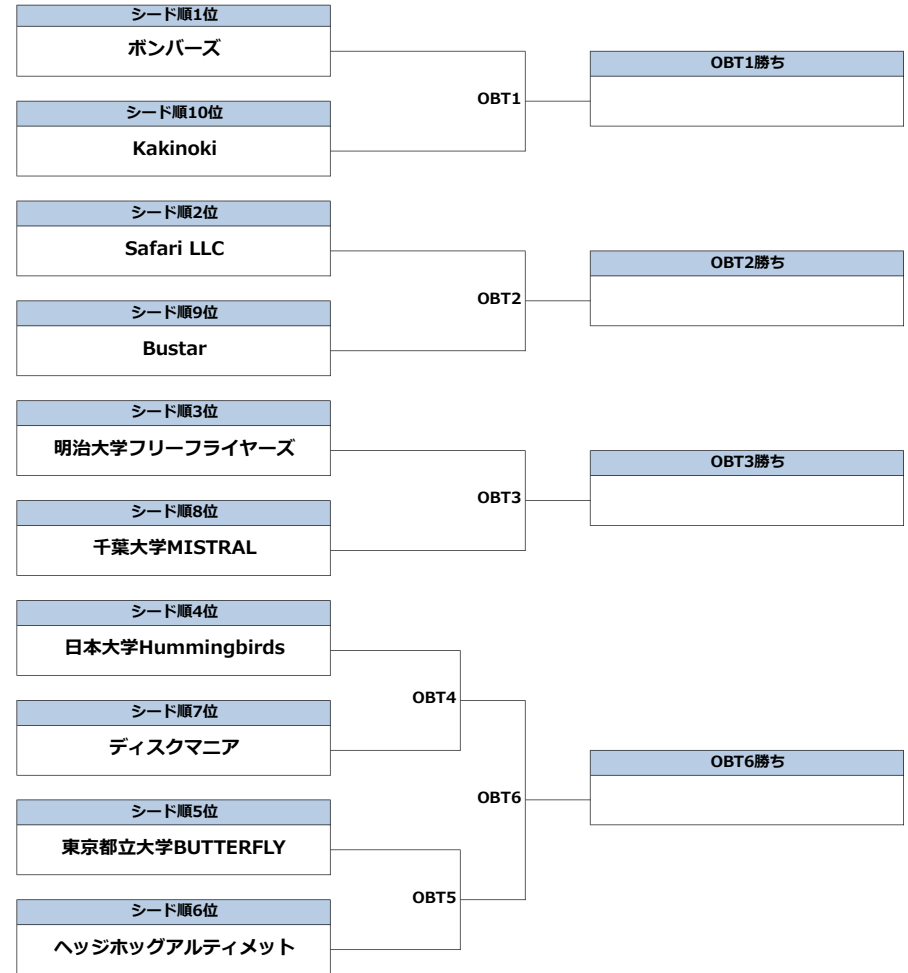 シード順1位
ボンバーズ
OBT1勝ち
OBT1
シード順10位
Kakinoki
シード順2位
Safari LLC
OBT2勝ち
OBT2
シード順9位
Bustar
シード順3位
明治大学フリーフライヤーズ
OBT3勝ち
OBT3
シード順8位
千葉大学MISTRAL
シード順4位
日本大学Hummingbirds
OBT4
シード順7位
ディスクマニア
OBT6勝ち
OBT6
シード順5位
東京都立大学BUTTERFLY
OBT5
シード順6位
ヘッジホッグアルティメット